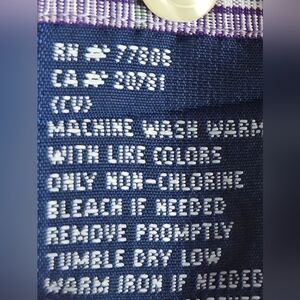 RN # 77806
CA # 20781
(CV)
MACHINE WASH WARM
WITH LIKE COLORS
ONLY NON-CHLORINE
BLEACH IF NEEDED
REMOVE PROMPTLY
TUMBLE DRY LOW
WARM IRON IF NEEDED